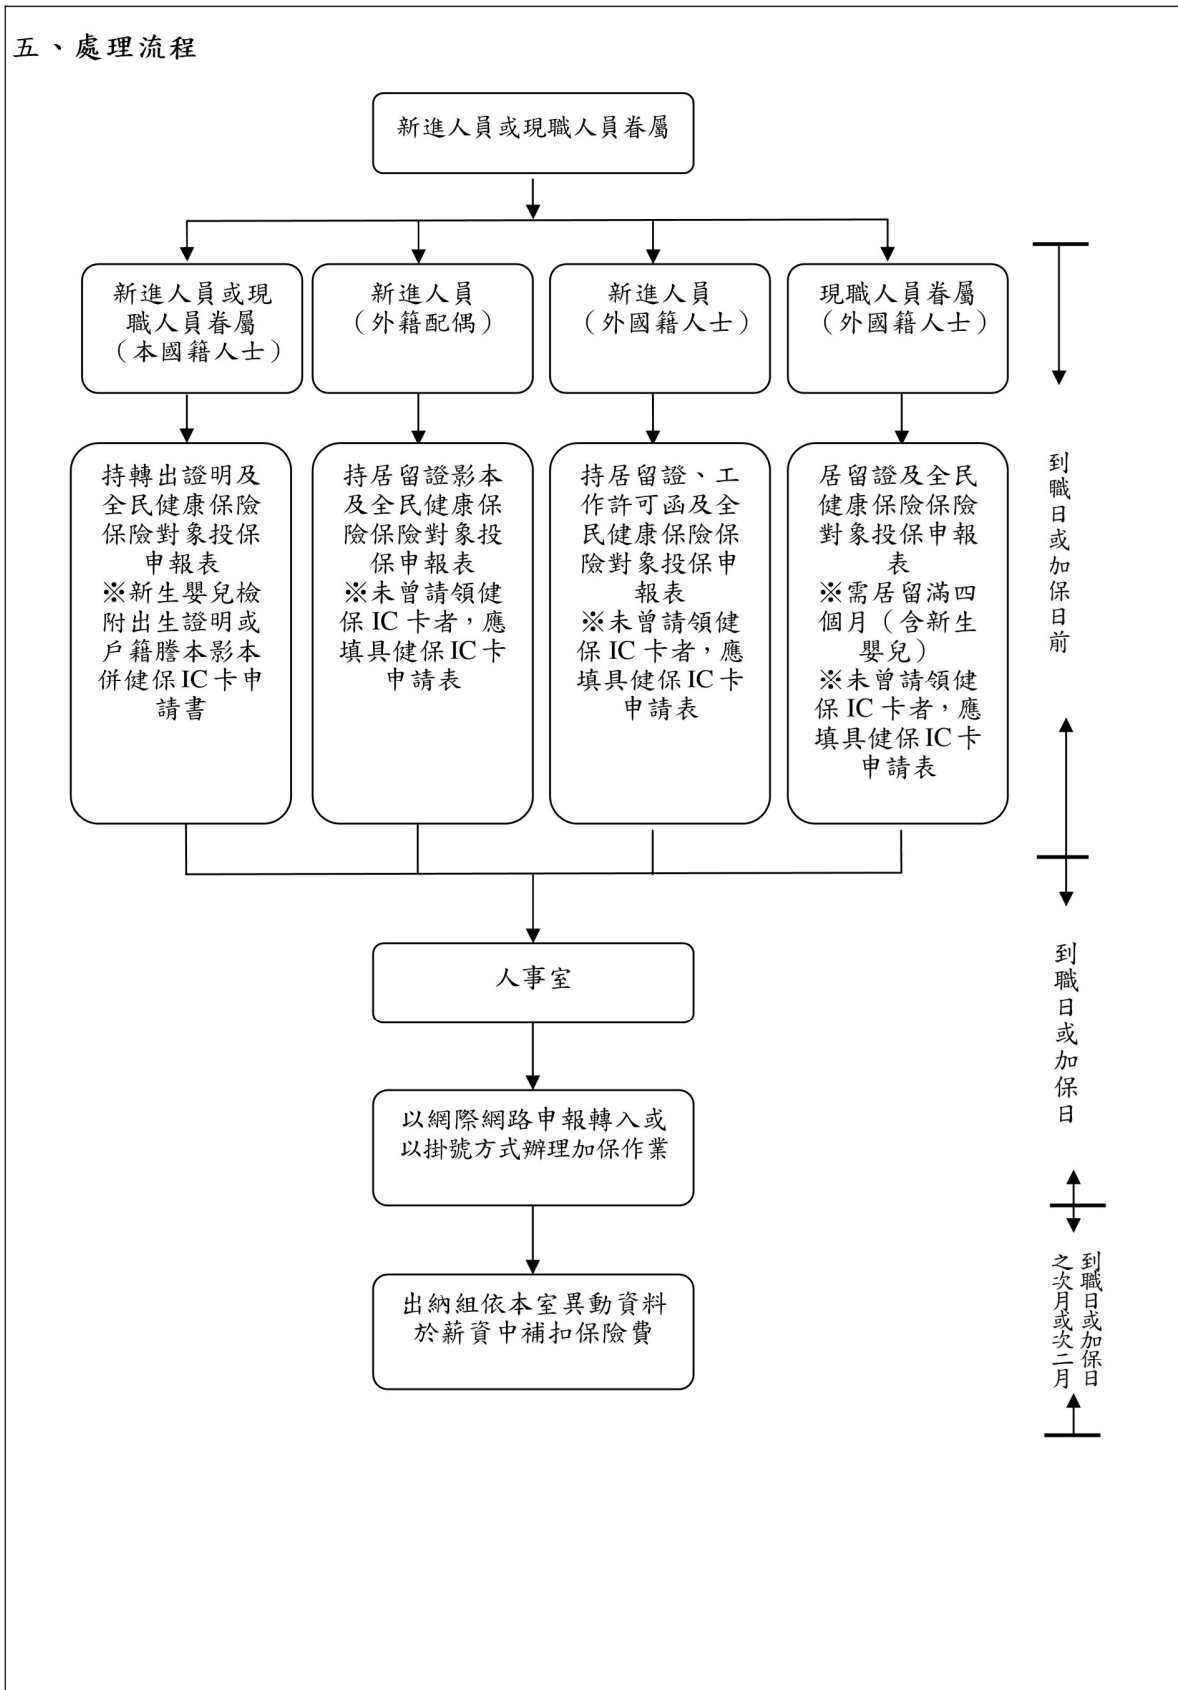 五、處理流程
新進人員或現職人員眷屬
新進人員或現
職人員眷屬
（本國籍人士）
新進人員
（外籍配偶）
新進人員
（外國籍人士）
現職人員眷屬
（外國籍人士）
持轉出證明及
全民健康保險
保險對象投保
申報表
※新生嬰兒檢
附出生證明或
戶籍謄本影本
併健保IC卡申
請書
持居留證影本
及全民健康保
險保險對象投
保申報表
※未曾請領健
保IC卡者，應
填具健保IC卡
申請表
持居留證、工
作許可函及全
民健康保險保
險對象投保申
報表
※未曾請領健
保IC卡者，應
填具健保IC卡
申請表
居留證及全民
健康保險保險
對象投保申報
表
※需居留滿四
個月（含新生
嬰兒）
※未曾請領健
保IC卡者，應
填具健保IC卡
申請表
到職日或加保日前
人事室
到職日或加保日
以網際網路申報轉入或
以掛號方式辦理加保作業
出納組依本室異動資料
於薪資中補扣保險費
到職日或加保日
之次月或次二月